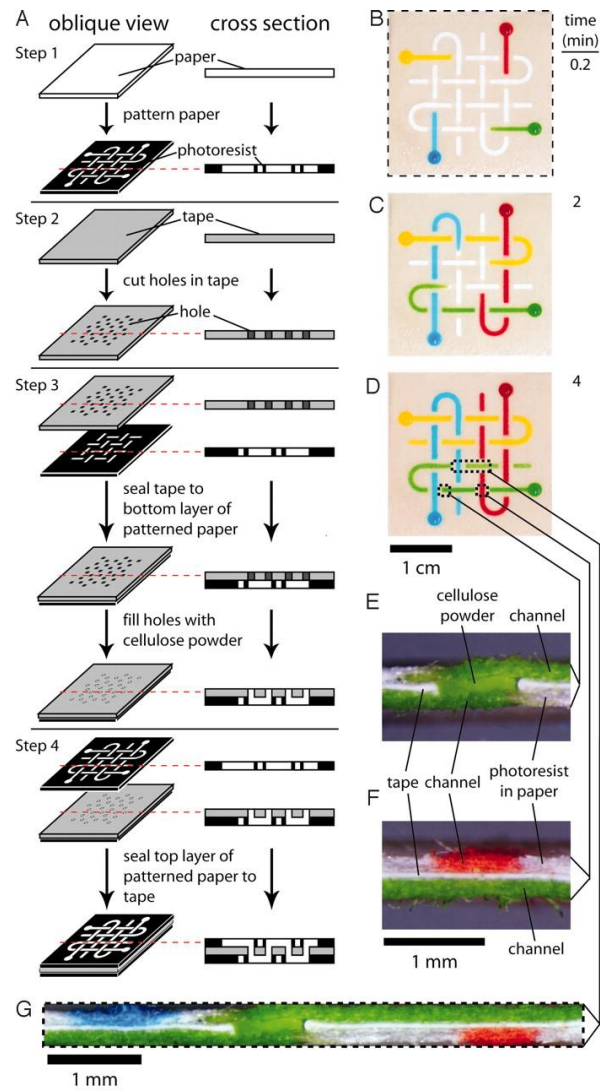 A
oblique view
cross section
Step 1
paper
pattern paper
photoresist
Step 2
tape
cut holes in tape
hole
Step 3
seal tape to
bottom layer of
patterned paper
fill holes with
cellulose powder
Step 4
seal top layer of
patterned paper to
tape
B
time
(min)
0.2
C
2
D
4
1 cm
E
cellulose
powder
channel
tape
channel
photoresist
in paper
F
channel
1 mm
G
1 mm